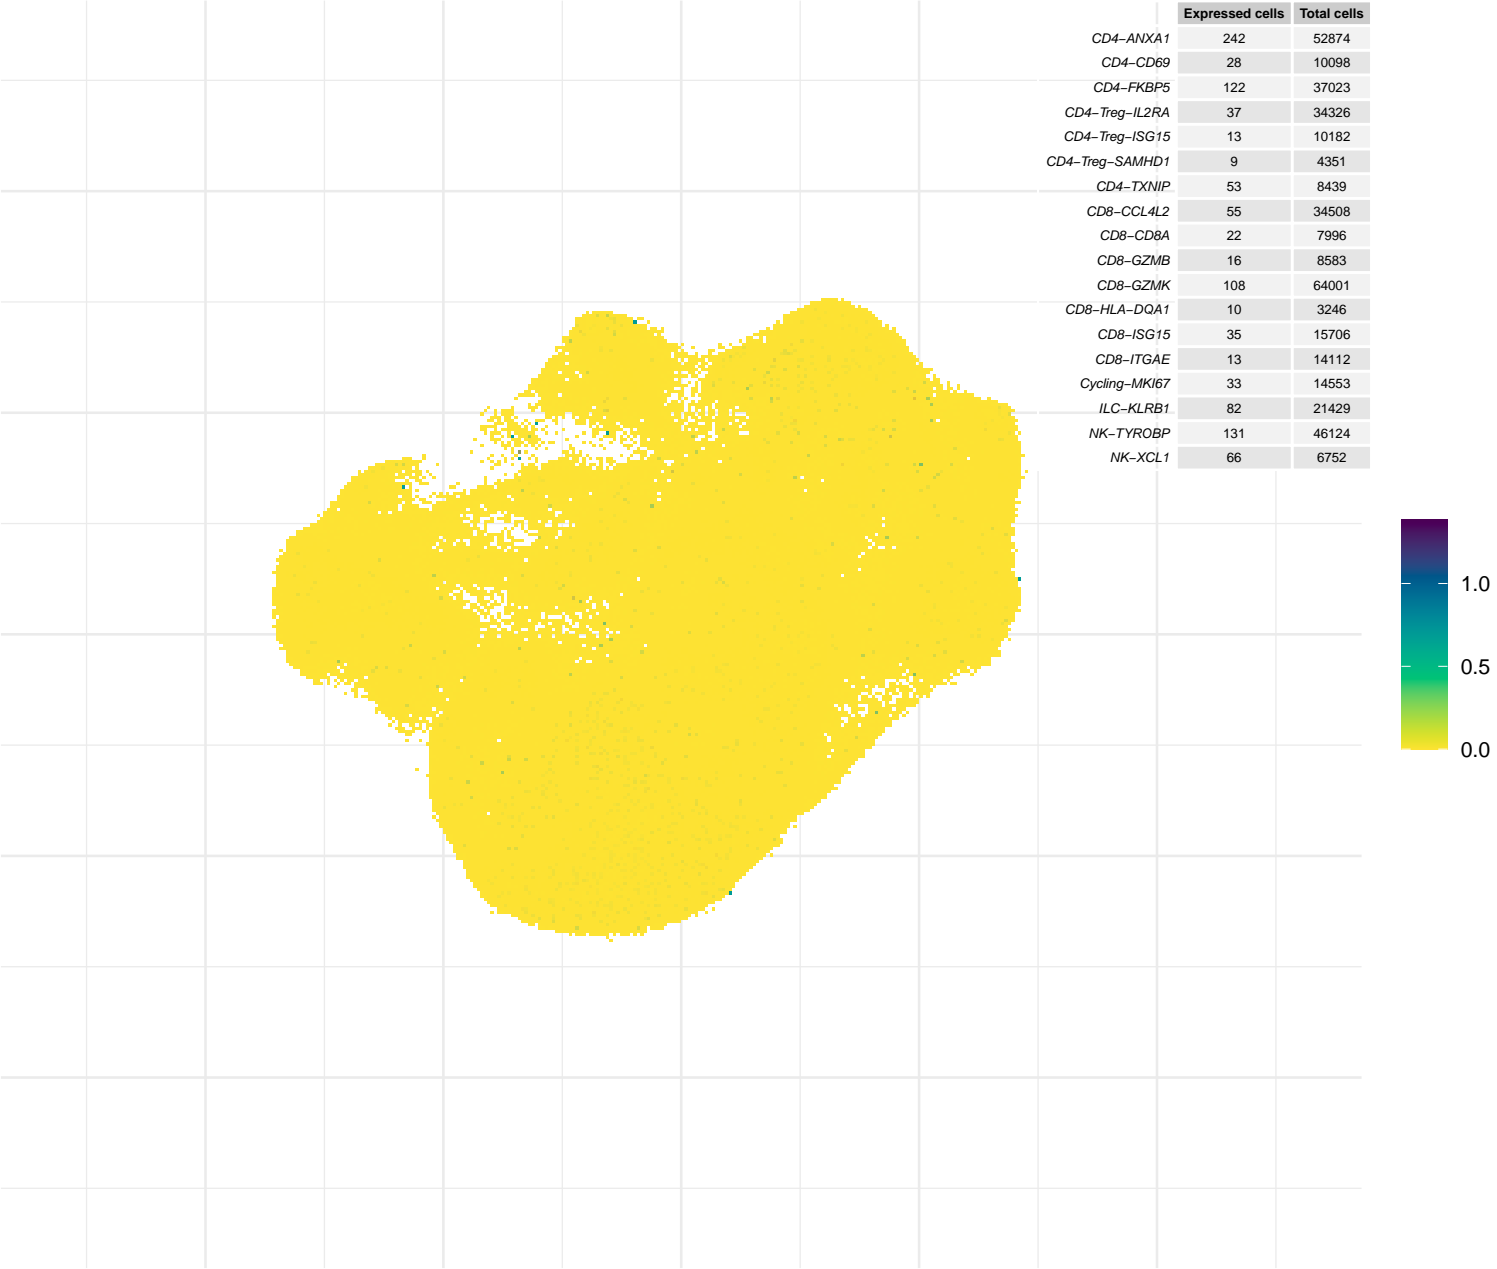 Expressed cells Total cells
CD4−ANXA1 242 52874
CD4−CD69 28 10098
CD4−FKBP5 122 37023
CD4−Treg−IL2RA 37 34326
CD4−Treg−ISG15 13 10182
CD4−Treg−SAMHD1 9 4351
CD4−TXNIP 53 8439
CD8−CCL4L2 55 34508
CD8−CD8A 22 7996
CD8−GZMB 16 8583
CD8−GZMK 108 64001
CD8−HLA−DQA1 10 3246
CD8−ISG15 35 15706
CD8−ITGAE 13 14112
Cycling−MKI67 33 14553
ILC−KLRB1 82 21429
NK−TYROBP 131 46124
NK−XCL1 66 6752
1.0
0.5
0.0